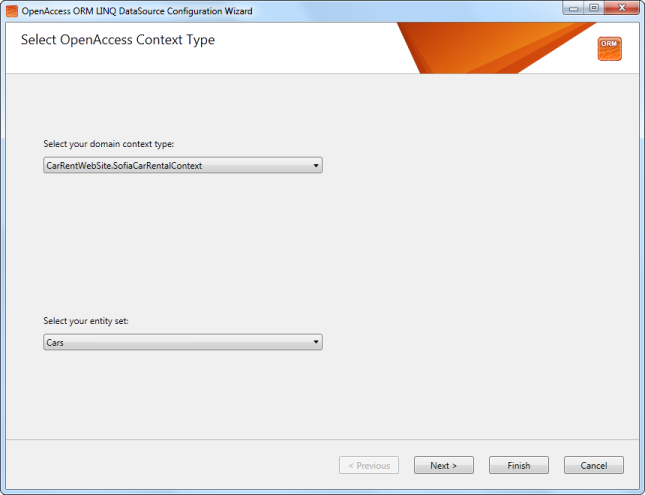 OpenAccess ORM LINQ DataSource Configuration Wizard
Select OpenAccess Context Type
ORM
Select your domain context type:
CarRentWebSite.SofiaCarRentalContext
Select your entity set:
Cars
< Previous
Next >
Finish
Cancel